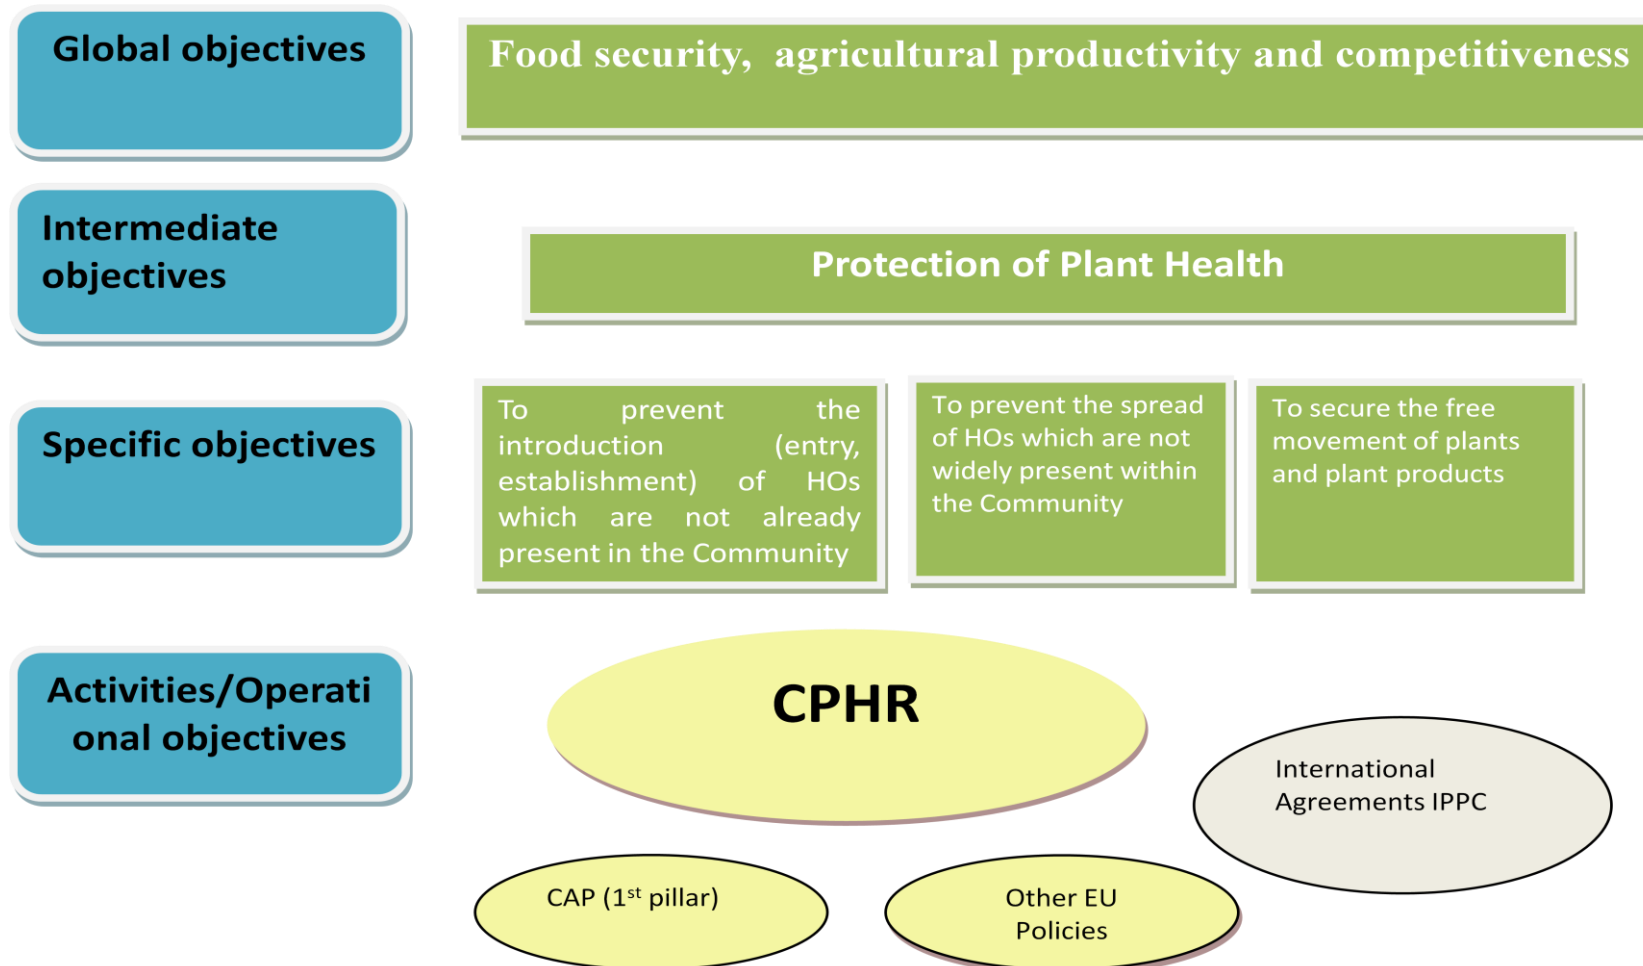 Global objectives
Food security, agricultural productivity and competitiveness
Intermediate
objectives
Protection of Plant Health
Specific objectives
To prevent the
introduction (entry,
establishment) of HOs
which are not already
present in the Community
To prevent the spread
of HOs which are not
widely present within
the Community
To secure the free
movement of plants
and plant products
Activities/Operati
onal objectives
CPHR
International
Agreements IPPC
CAP (1st pillar)
Other EU
Policies